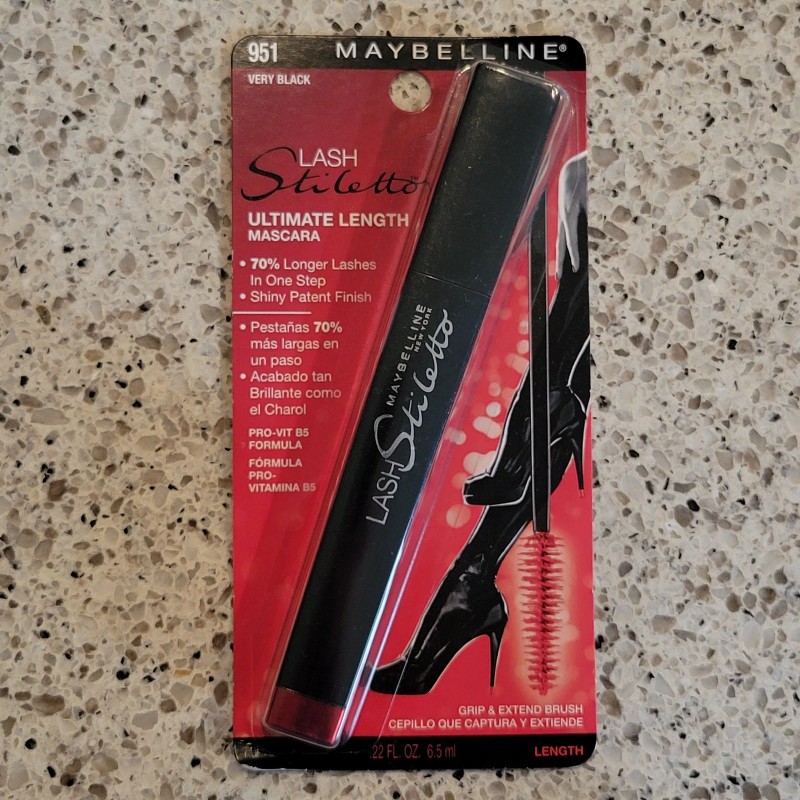 951 MAYBELLINE®
VERY BLACK
LASH
Stiletto™
ULTIMATE LENGTH
MASCARA
• 70% Longer Lashes
In One Step
• Shiny Patent Finish
• Pestañas 70%
más largas en
un paso
• Acabado tan
Brillante como
el Charol
PRO-VIT B5
FORMULA
FÓRMULA
PRO-
VITAMINA B5
MAYBELLINE
NEW YORK
LASH Stiletto
GRIP & EXTEND BRUSH
CEPILLO QUE CAPTURA Y EXTIENDE
.22 FL. OZ. 6.5 ml
LENGTH